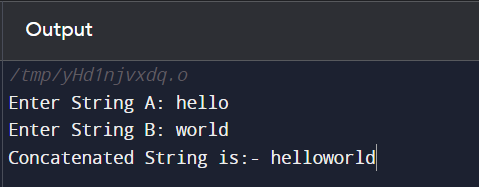 Output
/tmp/yHd1njvxdq.o
Enter String A: hello
Enter String B: world
Concatenated String is:- helloworld